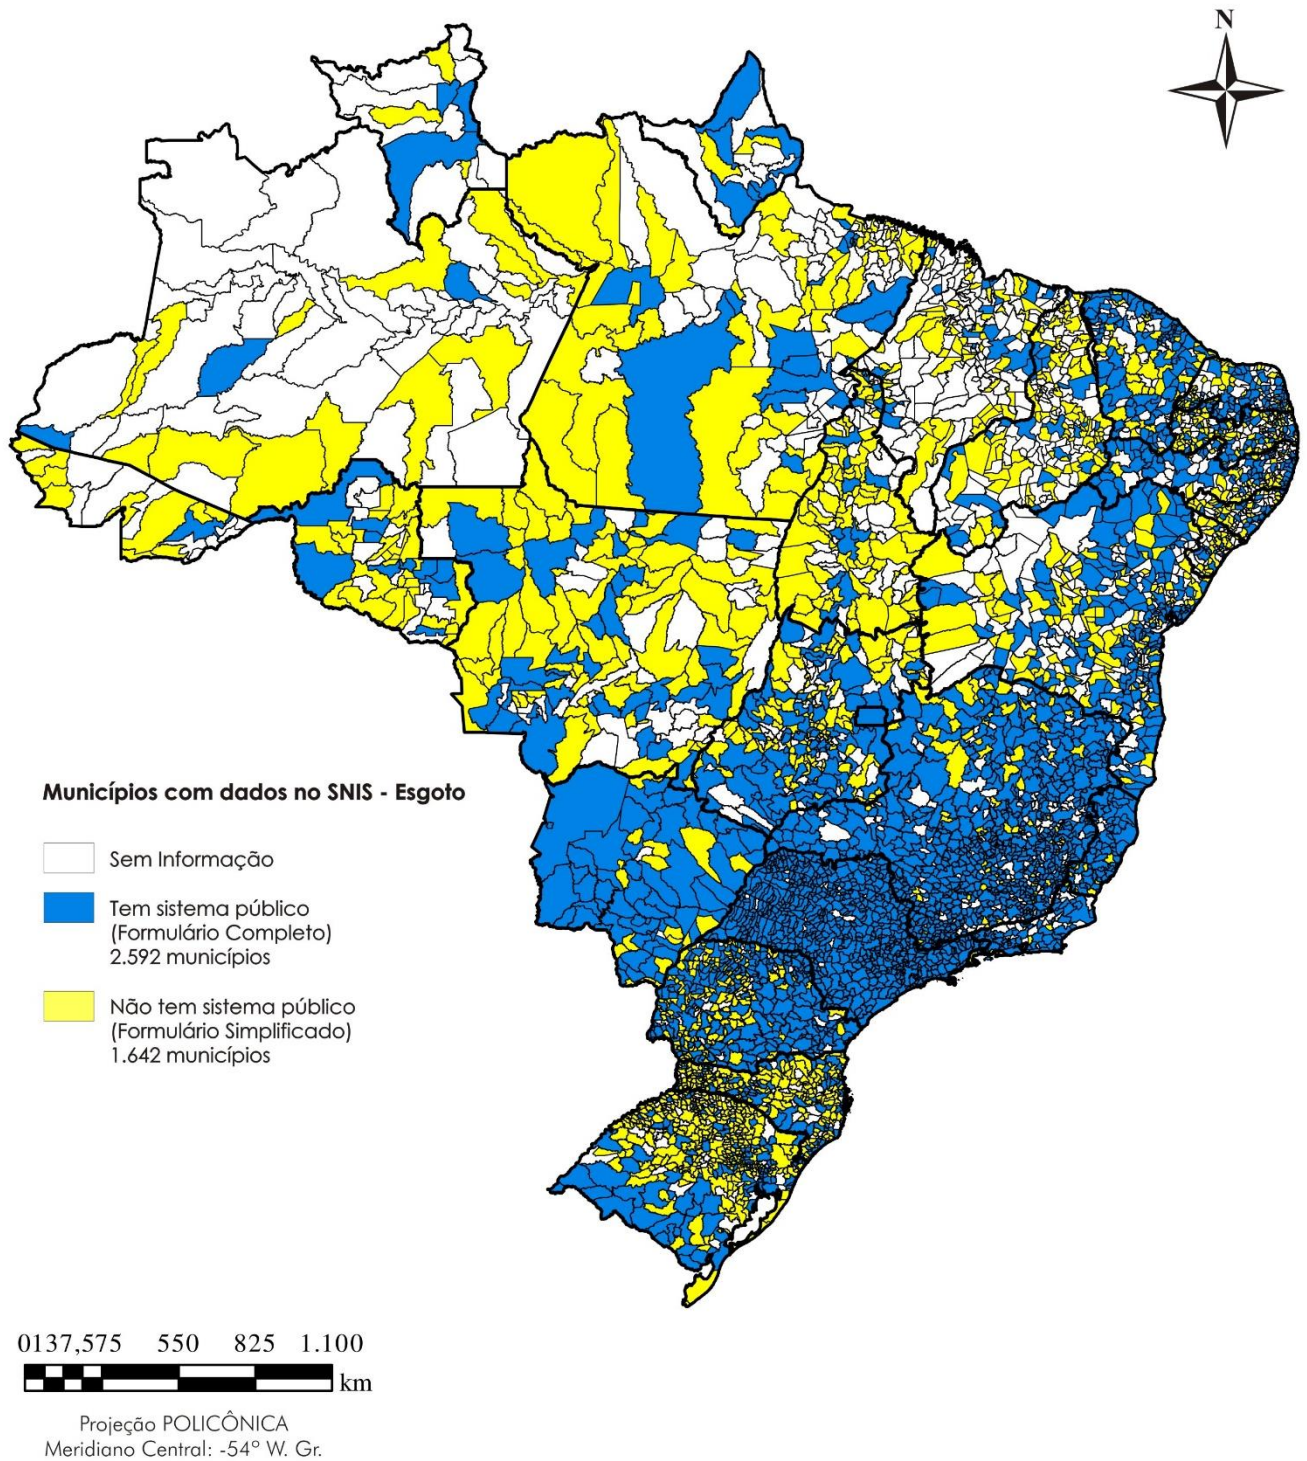 N
Municípios com dados no SNIS - Esgoto
Sem Informação
Tem sistema público
(Formulário Completo)
2.592 municípios
Não tem sistema público
(Formulário Simplificado)
1.642 municípios
0137,575 550 825 1.100
km
Projeção POLICÔNICA
Meridiano Central: -54º W. Gr.